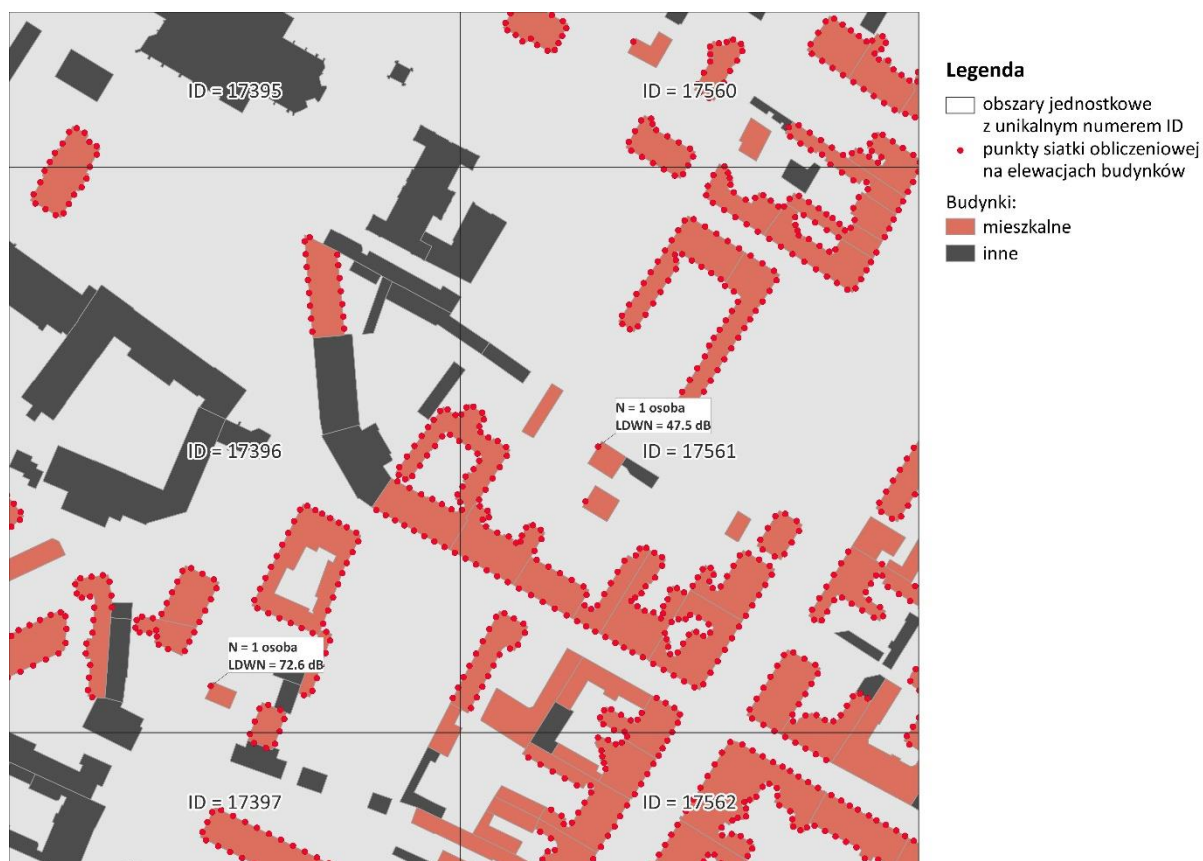 ID = 17395
ID = 17560
N = 1 osoba
LDWN = 47.5 dB
ID = 17396
ID = 17561
N = 1 osoba
LDWN = 72.6 dB
ID = 17397
ID = 17562
Legenda
obszary jednostkowe
z unikalnym numerem ID
punkty siatki obliczeniowej
na elewacjach budynków
Budynki:
mieszkalne
inne